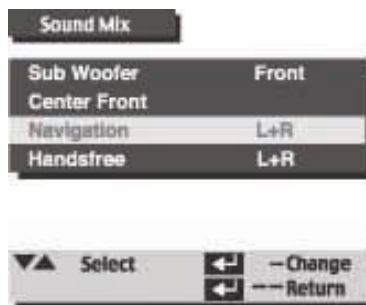 Sound Mix
Sub Woofer Front
Center Front
Navigation L+R
Handsfree L+R
▼▲ Select ↵ –Change
↵ ––Return